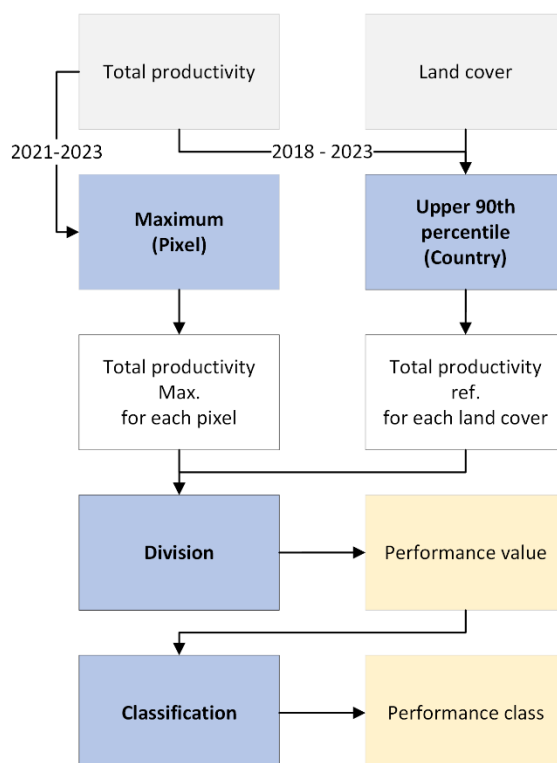 Total productivity
Land cover
2021-2023
2018 - 2023
Maximum
(Pixel)
Upper 90th
percentile
(Country)
Total productivity
Max.
for each pixel
Total productivity
ref.
for each land cover
Division
Performance value
Classification
Performance class